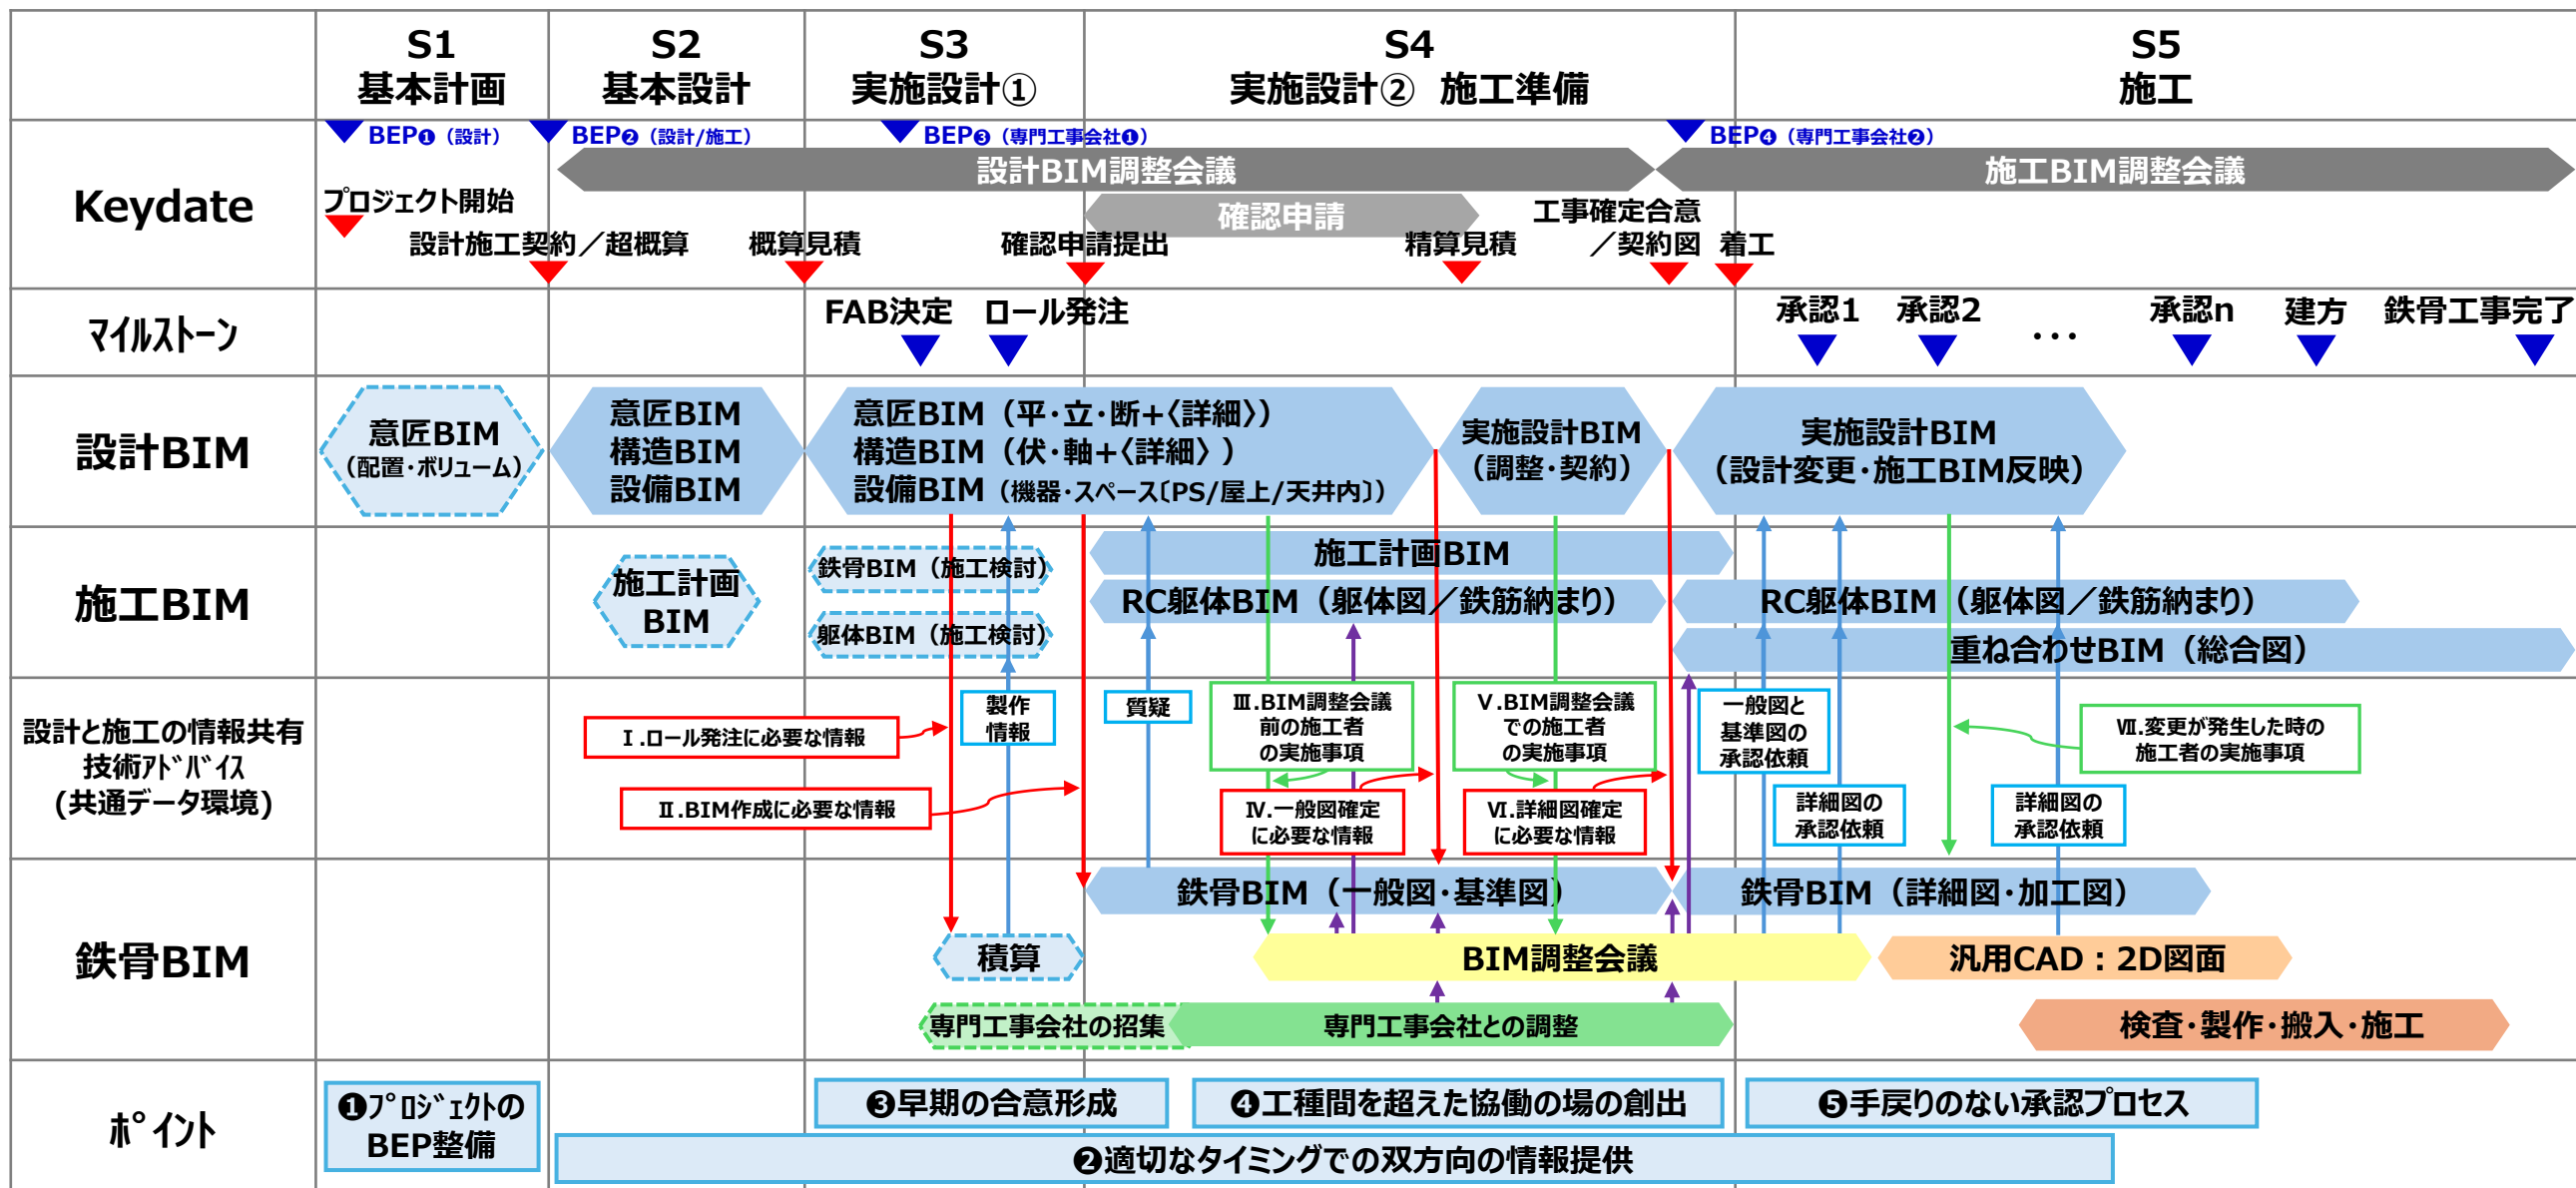 S1
基本計画
S2
基本設計
S3
実施設計①
S4
実施設計② 施工準備
S5
施工
Keydate
BEP❶（設計）
BEP❷（設計/施工）
BEP❸（専門工事会社❶）
BEP❹（専門工事会社❷）
設計BIM調整会議
施工BIM調整会議
プロジェクト開始
確認申請
工事確定合意
／契約図
設計施工契約／超概算
概算見積
確認申請提出
精算見積
着工
ﾏｲﾙｽﾄｰﾝ
FAB決定
ロール発注
承認1
承認2
･･･
承認n
建方
鉄骨工事完了
設計BIM
意匠BIM
（配置・ボリューム）
意匠BIM
構造BIM
設備BIM
意匠BIM（平・立・断+〈詳細〉）
構造BIM（伏・軸+〈詳細〉）
設備BIM（機器・スペース〔PS/屋上/天井内〕）
実施設計BIM
（調整・契約）
実施設計BIM
（設計変更・施工BIM反映）
施工BIM
施工計画
BIM
鉄骨BIM（施工検討）
躯体BIM（施工検討）
施工計画BIM
RC躯体BIM（躯体図／鉄筋納まり）
RC躯体BIM（躯体図／鉄筋納まり）
重ね合わせBIM（総合図）
設計と施工の情報共有
技術ｱﾄﾞﾊﾞｲｽ
(共通データ環境)
Ⅰ.ロール発注に必要な情報
Ⅱ.BIM作成に必要な情報
製作
情報
質疑
Ⅲ.BIM調整会議
前の施工者
の実施事項
Ⅳ.一般図確定
に必要な情報
Ⅴ.BIM調整会議
での施工者
の実施事項
Ⅵ.詳細図確定
に必要な情報
一般図と
基準図の
承認依頼
詳細図の
承認依頼
詳細図の
承認依頼
Ⅶ.変更が発生した時の
施工者の実施事項
鉄骨BIM
鉄骨BIM（一般図・基準図）
鉄骨BIM（詳細図・加工図）
積算
BIM調整会議
汎用CAD：2D図面
専門工事会社の招集
専門工事会社との調整
検査・製作・搬入・施工
ﾎﾟｲﾝﾄ
❶ﾌﾟﾛｼﾞｪｸﾄの
BEP整備
❸早期の合意形成
❹工種間を超えた協働の場の創出
❺手戻りのない承認プロセス
❷適切なタイミングでの双方向の情報提供